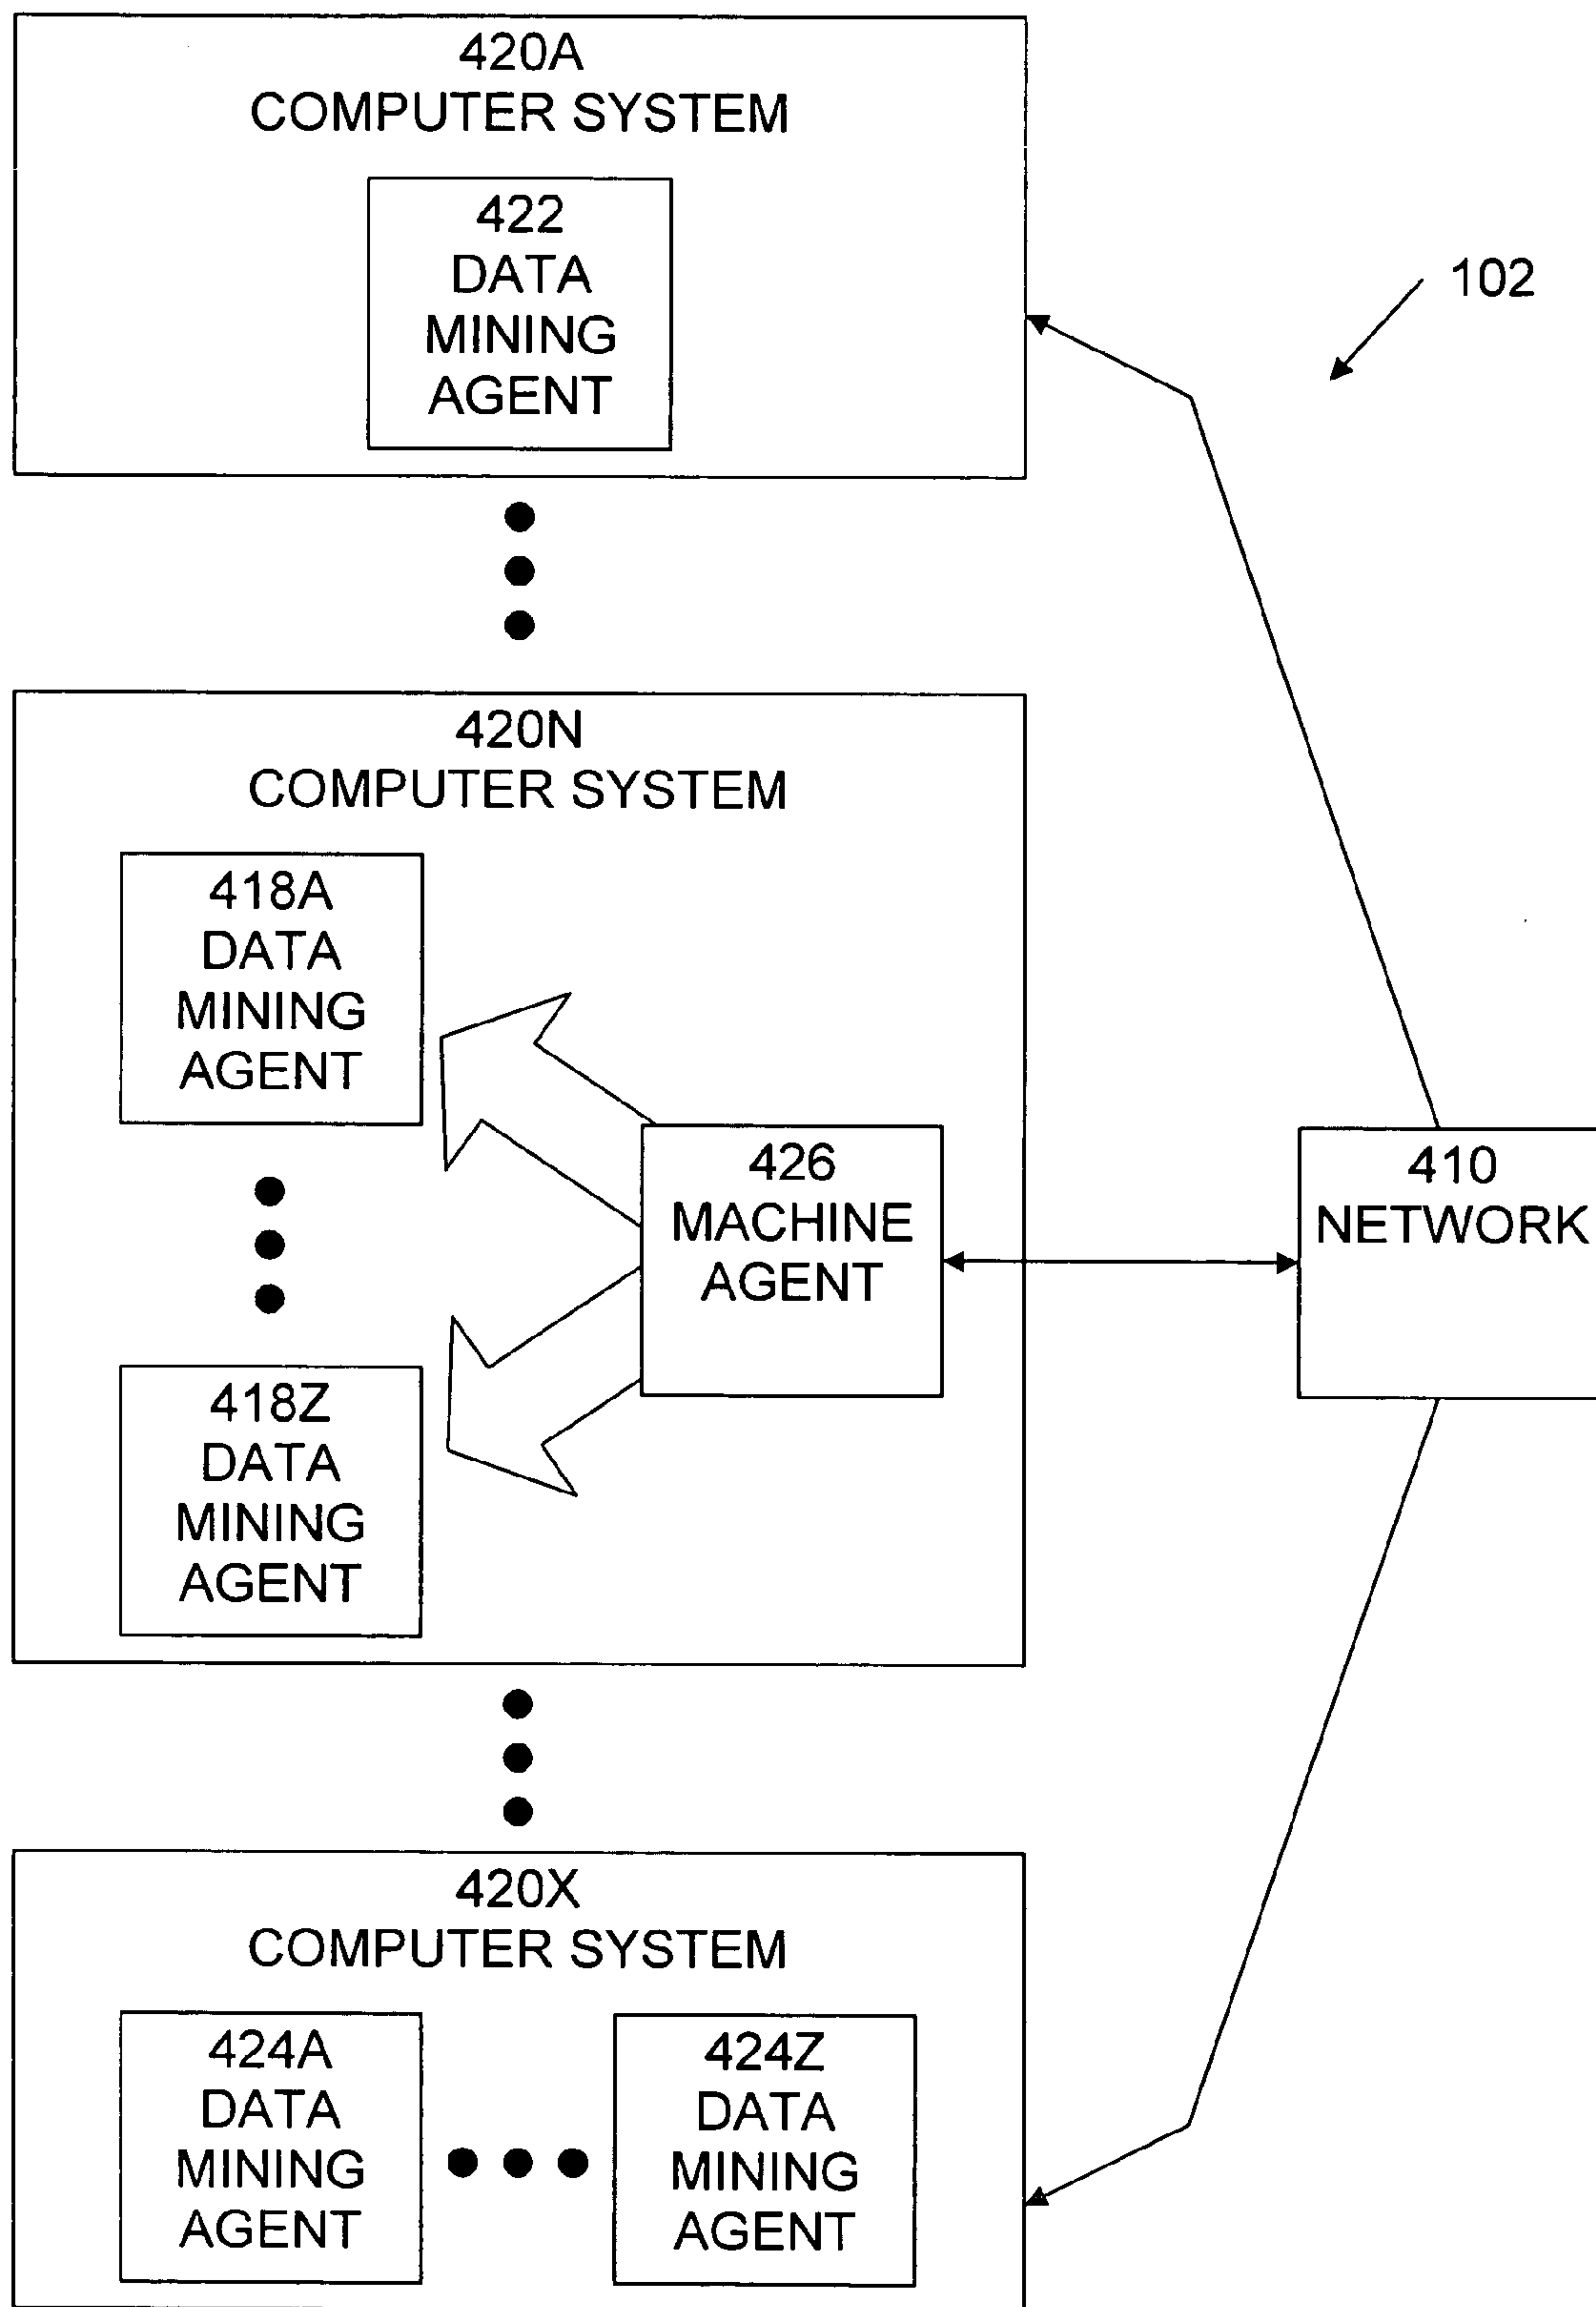 420A
COMPUTER SYSTEM
422
DATA
MINING
AGENT
102
420N
COMPUTER SYSTEM
418A
DATA
MINING
AGENT
426
MACHINE
AGENT
410
NETWORK
418Z
DATA
MINING
AGENT
420X
COMPUTER SYSTEM
424A
DATA
MINING
AGENT
424Z
DATA
MINING
AGENT